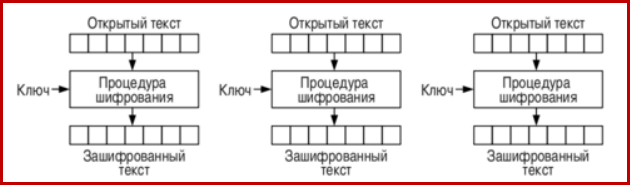 Открытый текст
Ключ
Процедура
шифрования
Зашифрованный
текст
Открытый текст
Ключ
Процедура
шифрования
Зашифрованный
текст
Открытый текст
Ключ
Процедура
шифрования
Зашифрованный
текст